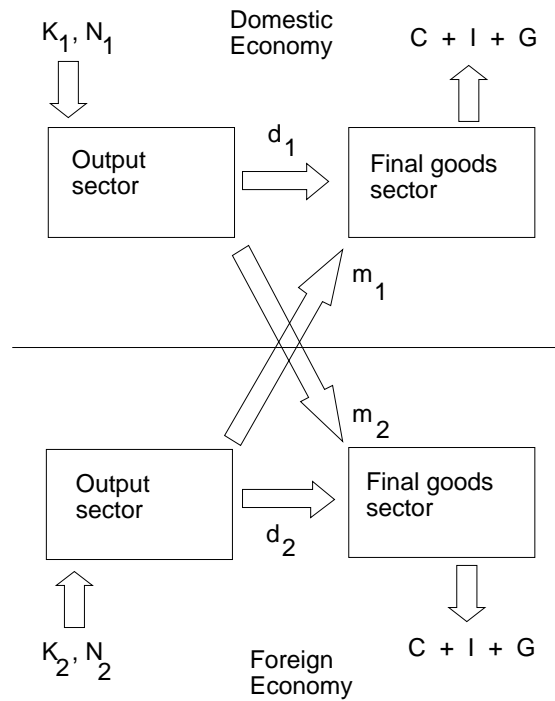 Domestic
Economy
K1, N1
C + I + G
Output
sector
d1
Final goods
sector
m1
m2
Output
sector
d2
Final goods
sector
K2, N2
C + I + G
Foreign
Economy